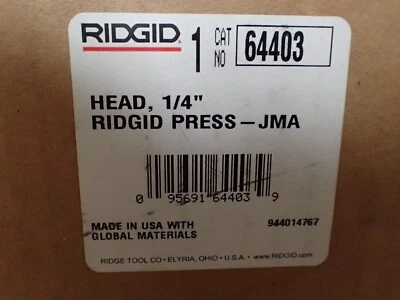 RIDGID 1 CAT NO 64403
HEAD, 1/4"
RIDGID PRESS-JMA
0 95691 64403 9
MADE IN USA WITH 944014767
GLOBAL MATERIALS
RIDGE TOOL CO • ELYRIA, OHIO • U.S.A. • www.RIDGID.com